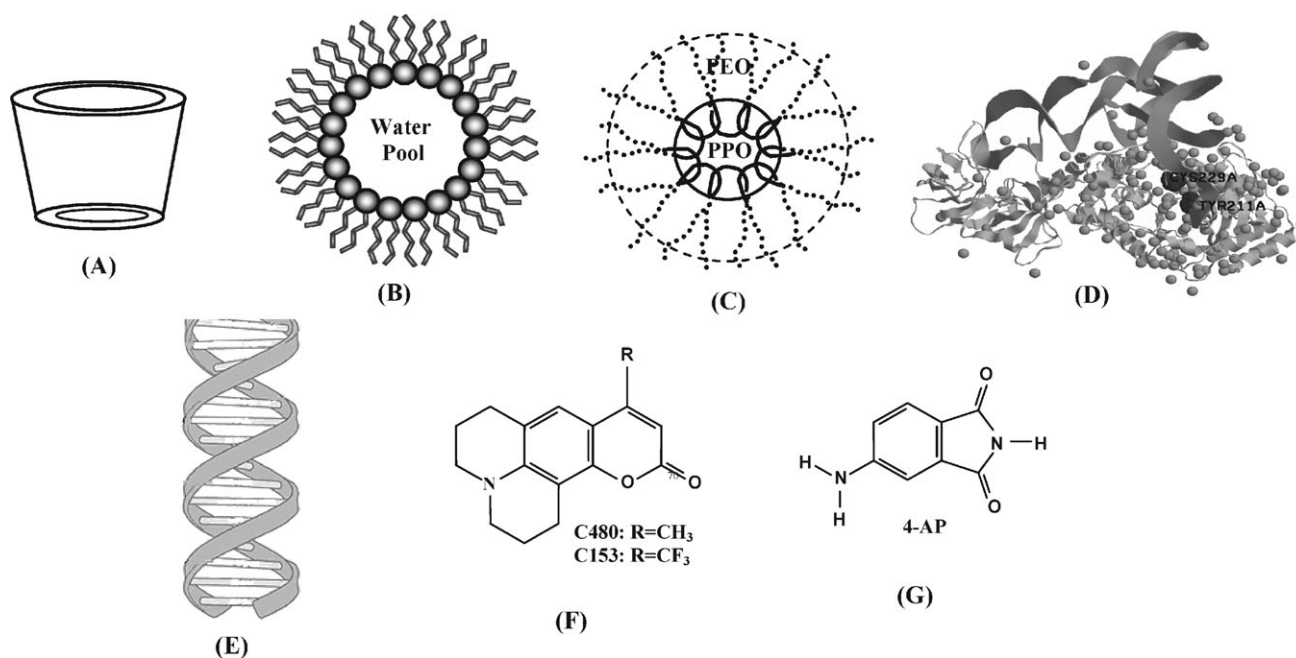 (A)
Water
Pool
(B)
PEO
PPO
(C)
CYS229A
TYR211A
(D)
(E)
R
N
O
O
C480: R=CH₃
C153: R=CF₃
(F)
O
N
H
O
H
N
H
4-AP
(G)